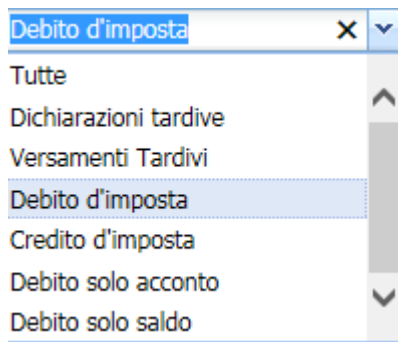 Debito d'imposta
Tutte
Dichiarazioni tardive
Versamenti Tardivi
Debito d'imposta
Credito d'imposta
Debito solo acconto
Debito solo saldo